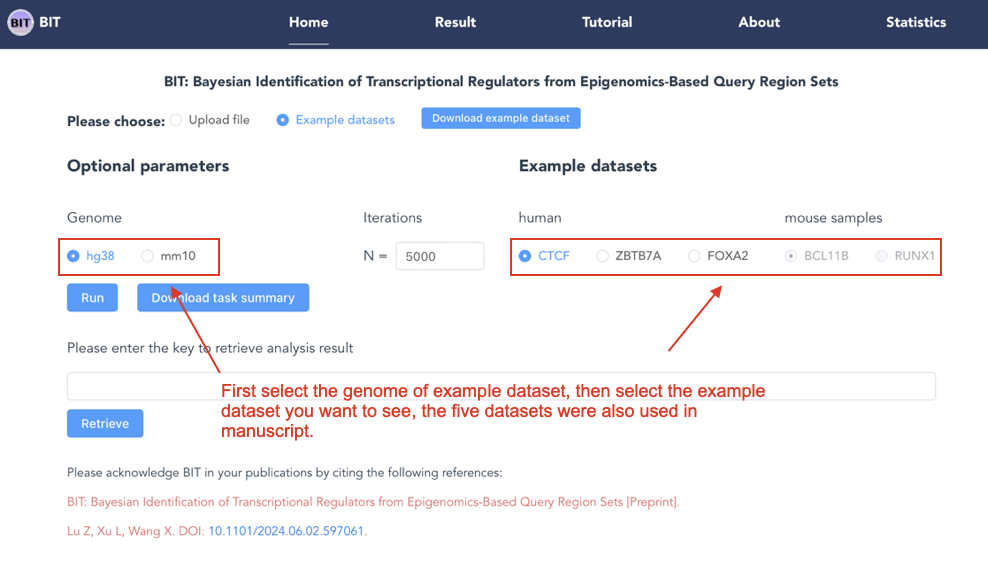 BIT BIT Home Result Tutorial About Statistics
BIT: Bayesian Identification of Transcriptional Regulators from Epigenomics-Based Query Region Sets
Please choose: Upload file Example datasets Download example dataset
Optional parameters Example datasets
Genome Iterations human mouse samples
hg38 mm10 N = 5000 CTCF ZBTB7A FOXA2 BCL11B RUNX1
Run Download task summary
Please enter the key to retrieve analysis result
First select the genome of example dataset, then select the example
dataset you want to see, the five datasets were also used in
manuscript.
Retrieve
Please acknowledge BIT in your publications by citing the following references:
BIT: Bayesian Identification of Transcriptional Regulators from Epigenomics-Based Query Region Sets [Preprint].
Lu Z, Xu L, Wang X. DOI: 10.1101/2024.06.02.597061.